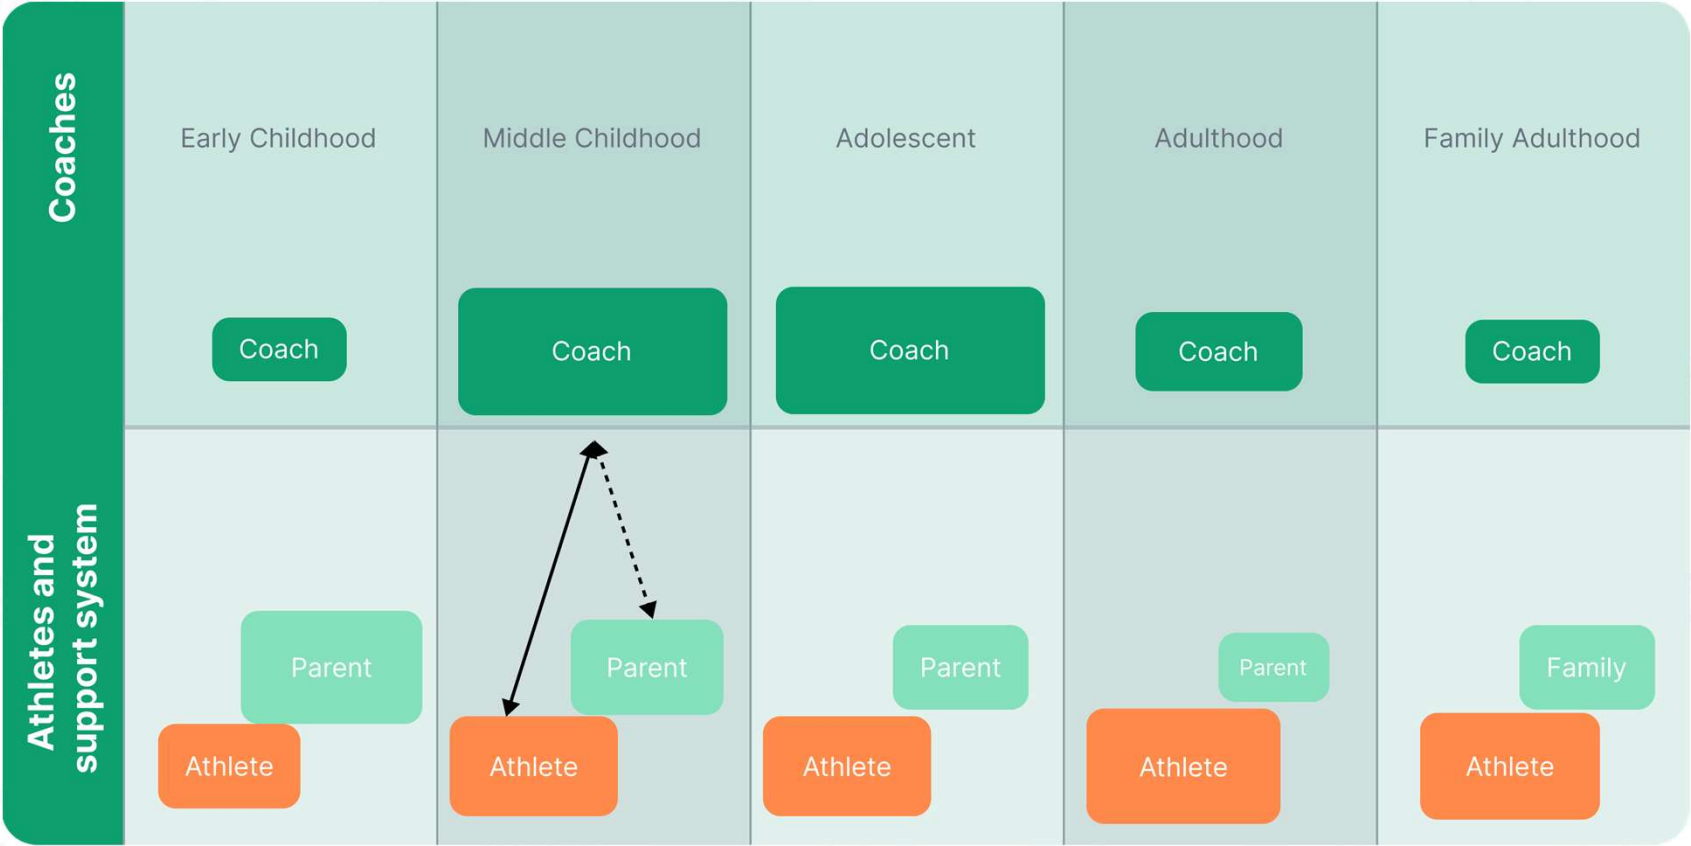 Coaches
Early Childhood
Middle Childhood
Adolescent
Adulthood
Family Adulthood
Coach
Coach
Coach
Coach
Coach
Athletes and
support system
Parent
Parent
Parent
Parent
Family
Athlete
Athlete
Athlete
Athlete
Athlete